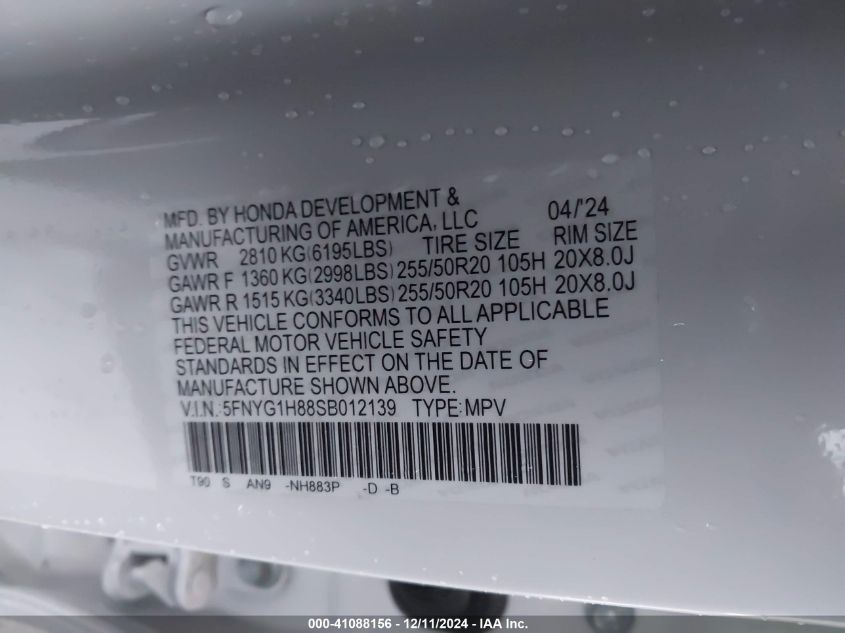 MFD. BY HONDA DEVELOPMENT & 04/'24
MANUFACTURING OF AMERICA, LLC
GVWR 2810 KG(6195LBS) TIRE SIZE RIM SIZE
GAWR F 1360 KG(2998LBS) 255/50R20 105H 20X8.0J
GAWR R 1515 KG(3340LBS) 255/50R20 105H 20X8.0J
THIS VEHICLE CONFORMS TO ALL APPLICABLE
FEDERAL MOTOR VEHICLE SAFETY
STANDARDS IN EFFECT ON THE DATE OF
MANUFACTURE SHOWN ABOVE.
V.I.N.:5FNYG1H88SB012139 TYPE:MPV
T90 S AN9 -NH883P -D -B
000-41088156 - 12/11/2024 - IAA Inc.